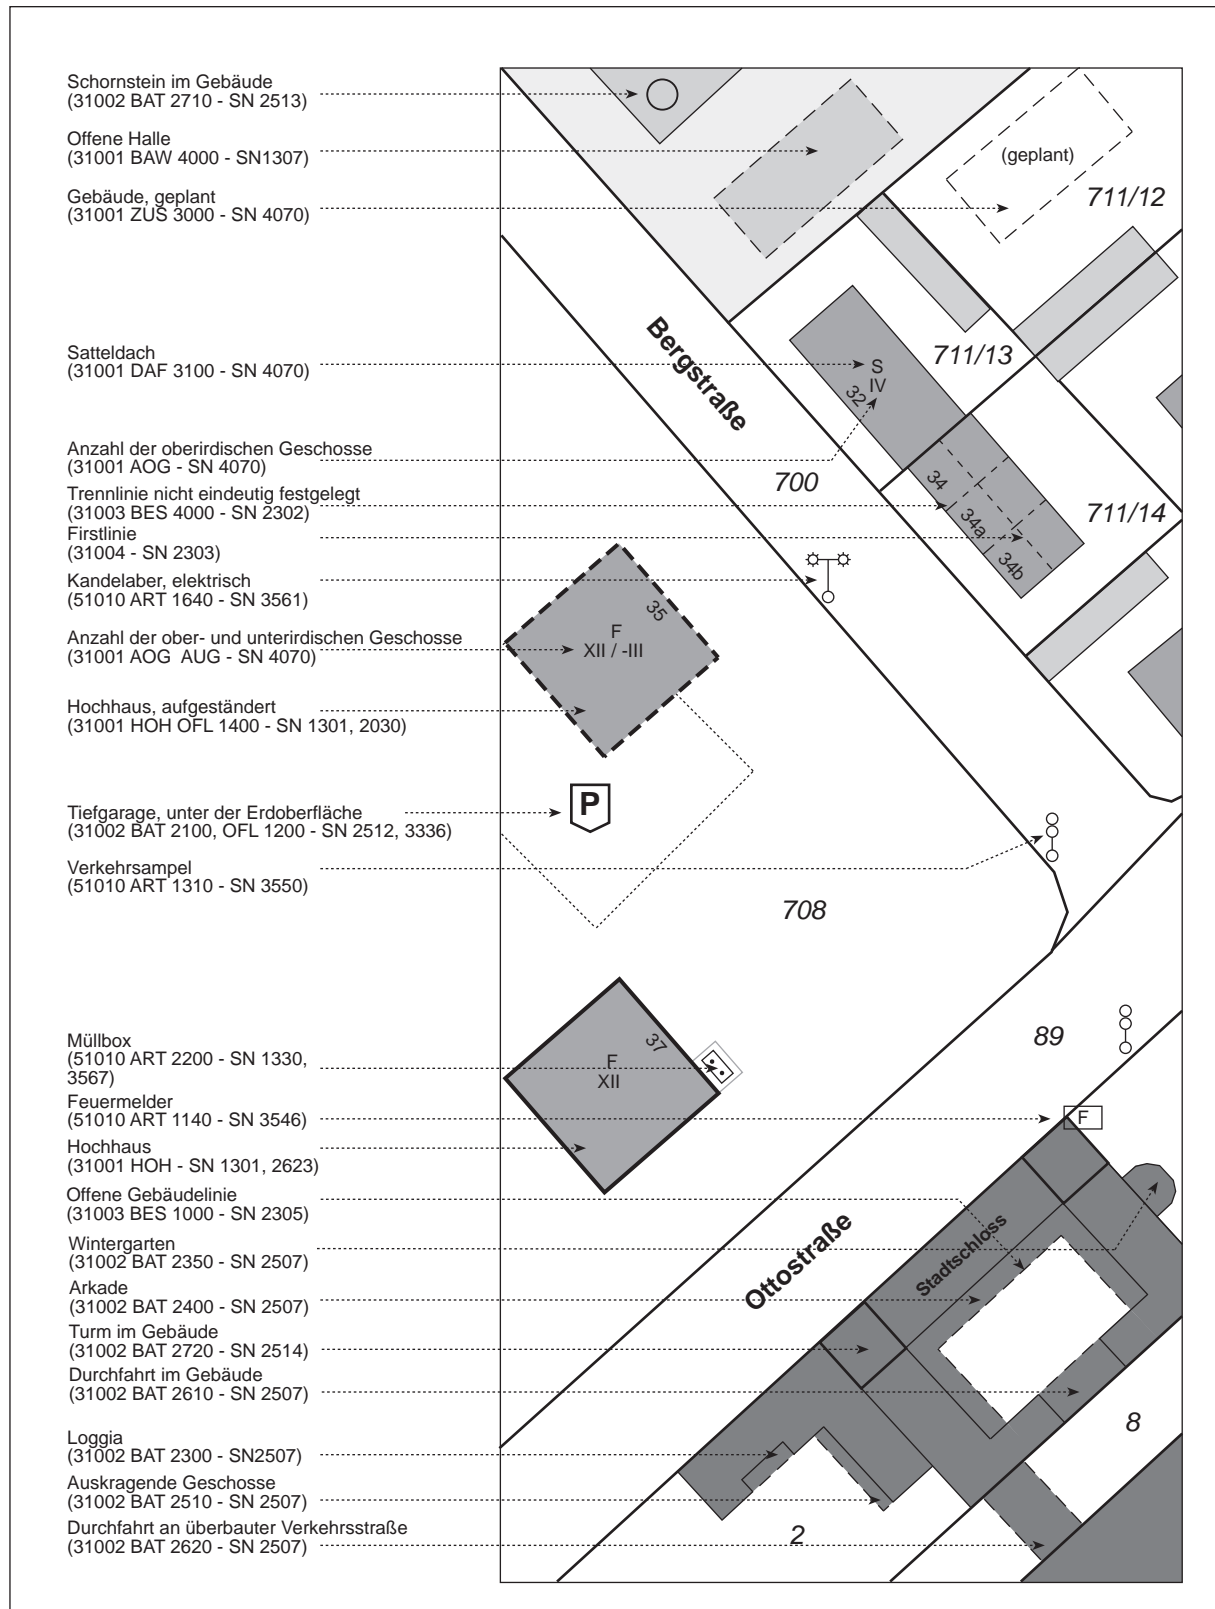 Schornstein im Gebäude
(31002 BAT 2710 - SN 2513)
Offene Halle
(31001 BAW 4000 - SN1307)
Gebäude, geplant
(31001 ZUS 3000 - SN 4070)
Satteldach
(31001 DAF 3100 - SN 4070)
Anzahl der oberirdischen Geschosse
(31001 AOG - SN 4070)
Trennlinie nicht eindeutig festgelegt
(31003 BES 4000 - SN 2302)
Firstlinie
(31004 - SN 2303)
Kandelaber, elektrisch
(51010 ART 1640 - SN 3561)
Anzahl der ober- und unterirdischen Geschosse
(31001 AOG  AUG - SN 4070)
Hochhaus, aufgeständert
(31001 HOH OFL 1400 - SN 1301, 2030)
Tiefgarage, unter der Erdoberfläche
(31002 BAT 2100, OFL 1200 - SN 2512, 3336)
Verkehrsampel
(51010 ART 1310 - SN 3550)
Müllbox
(51010 ART 2200 - SN 1330,
3567)
Feuermelder
(51010 ART 1140 - SN 3546)
Hochhaus
(31001 HOH - SN 1301, 2623)
Offene Gebäudelinie
(31003 BES 1000 - SN 2305)
Wintergarten
(31002 BAT 2350 - SN 2507)
Arkade
(31002 BAT 2400 - SN 2507)
Turm im Gebäude
(31002 BAT 2720 - SN 2514)
Durchfahrt im Gebäude
(31002 BAT 2610 - SN 2507)
Loggia
(31002 BAT 2300 - SN2507)
Auskragende Geschosse
(31002 BAT 2510 - SN 2507)
Durchfahrt an überbauter Verkehrsstraße
(31002 BAT 2620 - SN 2507)
(geplant)
711/12
Bergstraße
711/13
S
IV
32
700
34
34a
34b
711/14
35
F
XII / -III
P
708
37
F
XII
89
F
Ottostraße
Stadtschloss
8
2